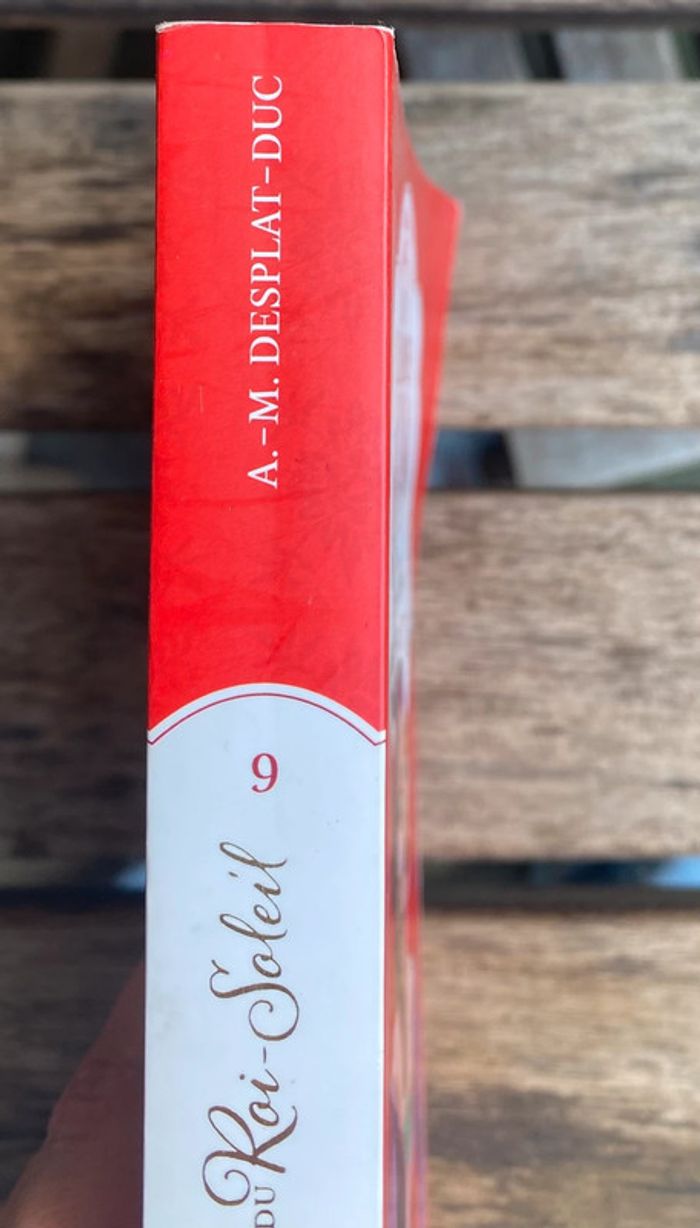 A.-M. DESPLAT-DUC
9
DU Roi-Soleil